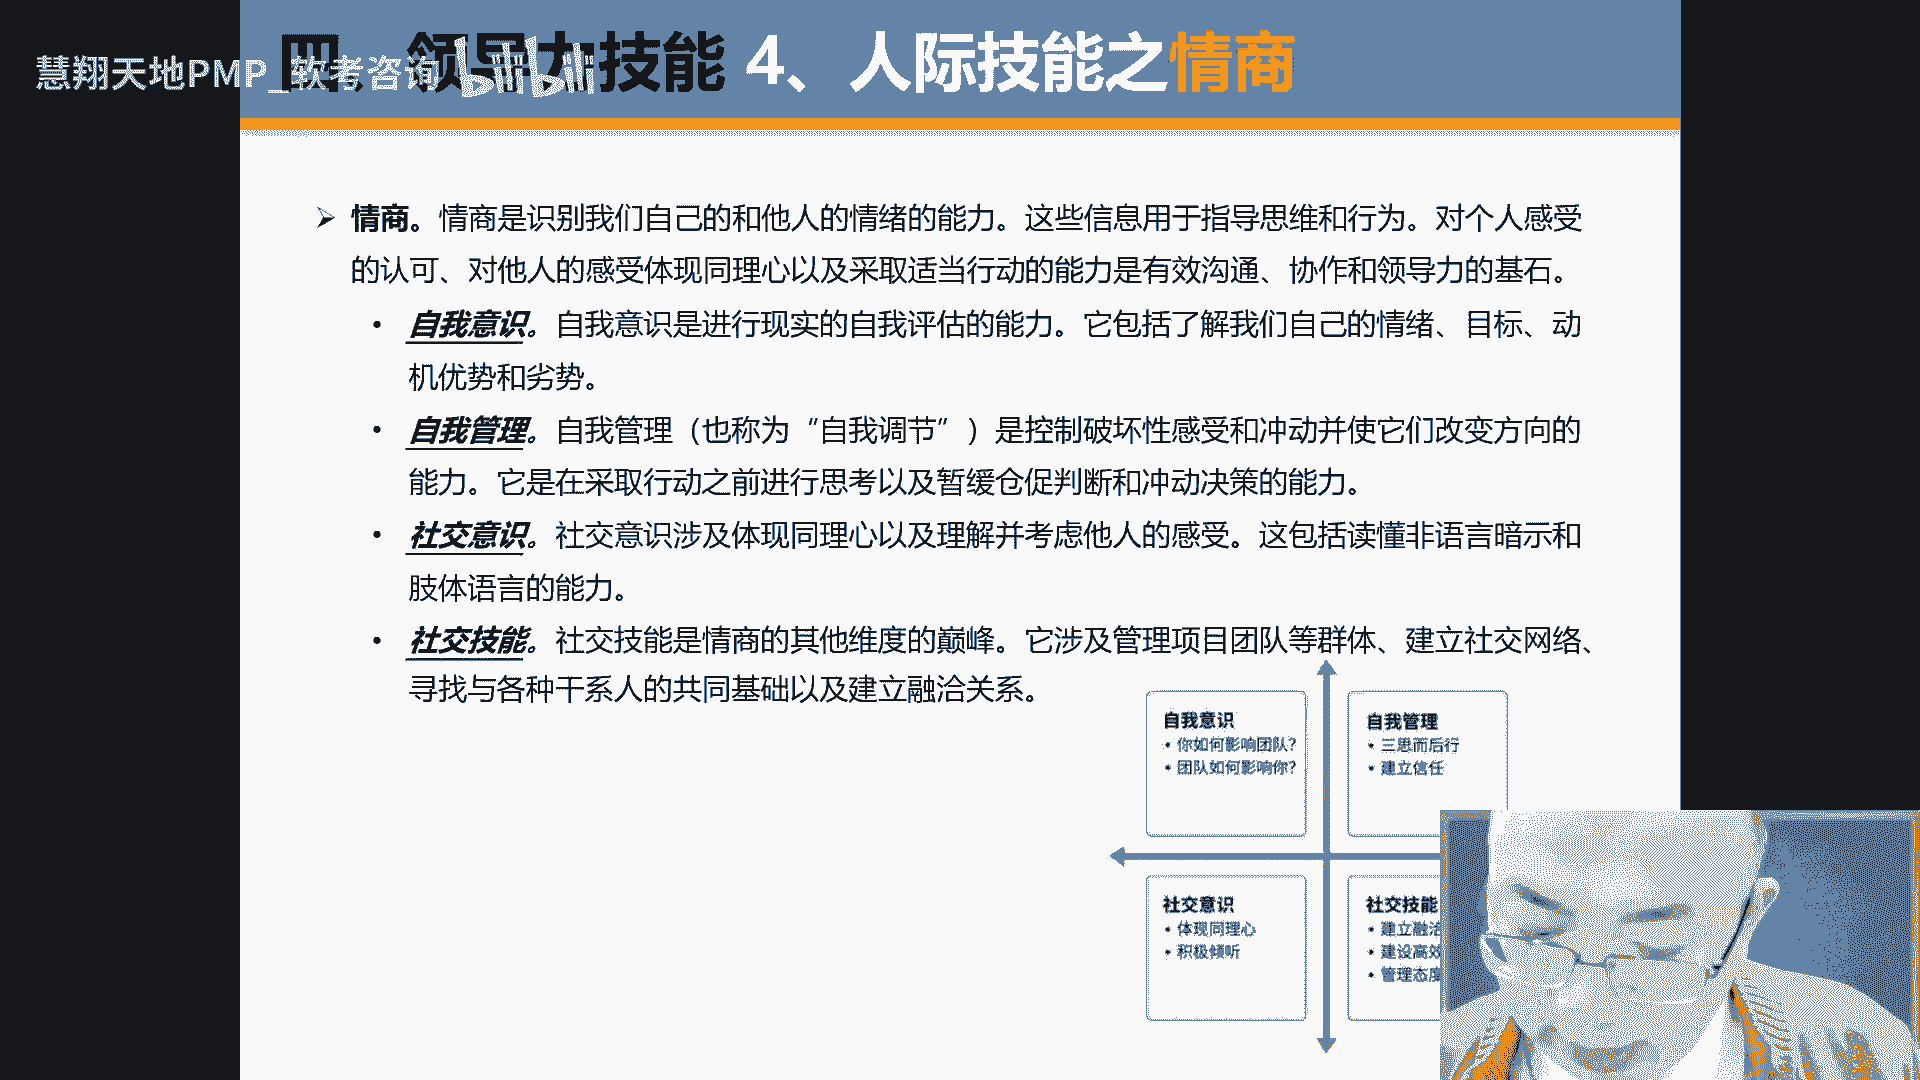 慧翔天地PMP_软考咨询 bilibili
四、领导力技能 4、人际技能之情商
情商。情商是识别我们自己的和他人的情绪的能力。这些信息用于指导思维和行为。对个人感受
的认可、对他人的感受体现同理心以及采取适当行动的能力是有效沟通、协作和领导力的基石。
自我意识。自我意识是进行现实的自我评估的能力。它包括了解我们自己的情绪、目标、动
机优势和劣势。
自我管理。自我管理（也称为“自我调节”）是控制破坏性感受和冲动并使它们改变方向的
能力。它是在采取行动之前进行思考以及暂缓仓促判断和冲动决策的能力。
社交意识。社交意识涉及体现同理心以及理解并考虑他人的感受。这包括读懂非语言暗示和
肢体语言的能力。
社交技能。社交技能是情商的其他维度的巅峰。它涉及管理项目团队等群体、建立社交网络、
寻找与各种干系人的共同基础以及建立融洽关系。
自我意识
• 你如何影响团队?
• 团队如何影响你?
自我管理
• 三思而后行
• 建立信任
社交意识
• 体现同理心
• 积极倾听
社交技能
• 建立融洽
• 建设高效
• 管理态度